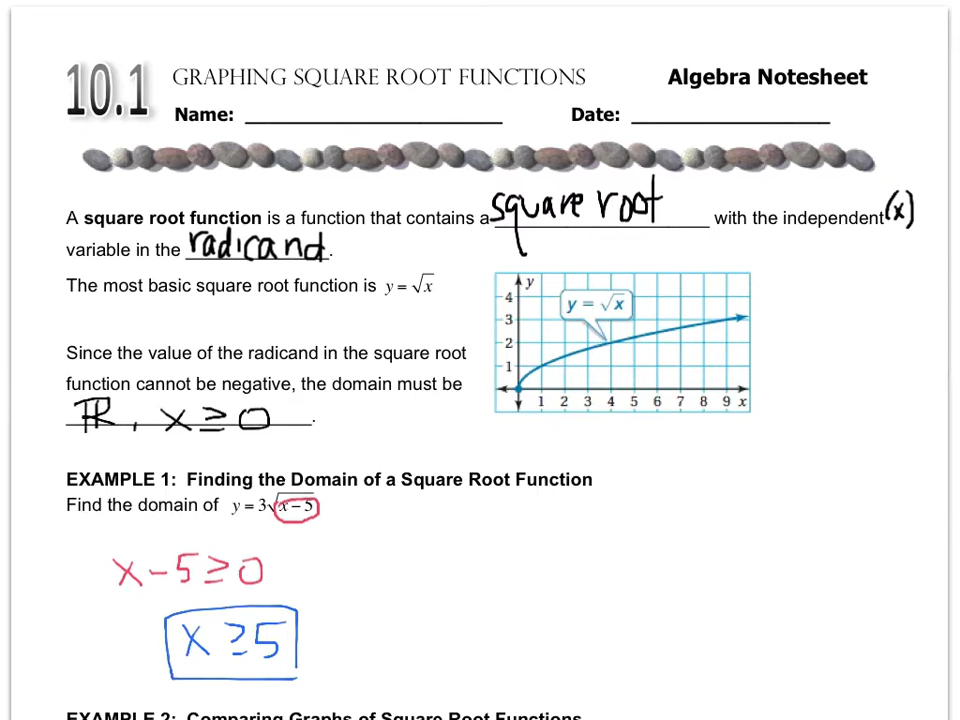 10.1 GRAPHING SQUARE ROOT FUNCTIONS Algebra Notesheet
Name: ____________________ Date: ____________________
A square root function is a function that contains a square root with the independent (x)
variable in the radicand.
The most basic square root function is y = √x
y
4
3
2
1
y = √x
1 2 3 4 5 6 7 8 9 x
Since the value of the radicand in the square root
function cannot be negative, the domain must be
ℝ, x ≥ 0.
EXAMPLE 1: Finding the Domain of a Square Root Function
Find the domain of y = 3√x − 5
x − 5 ≥ 0
x ≥ 5
EXAMPLE 2: Comparing Graphs of Square Root Functions